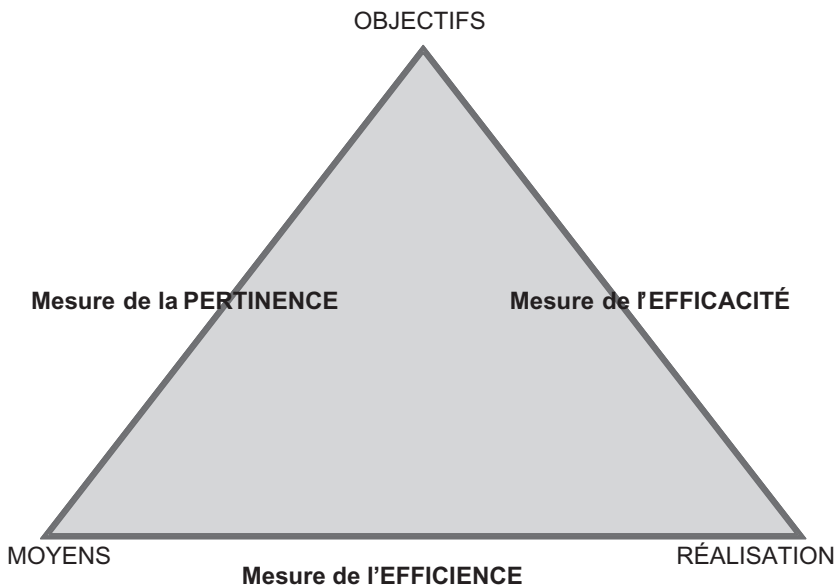 OBJECTIFS
Mesure de la PERTINENCE
Mesure de l'EFFICACITÉ
MOYENS
RÉALISATION
Mesure de l'EFFICIENCE